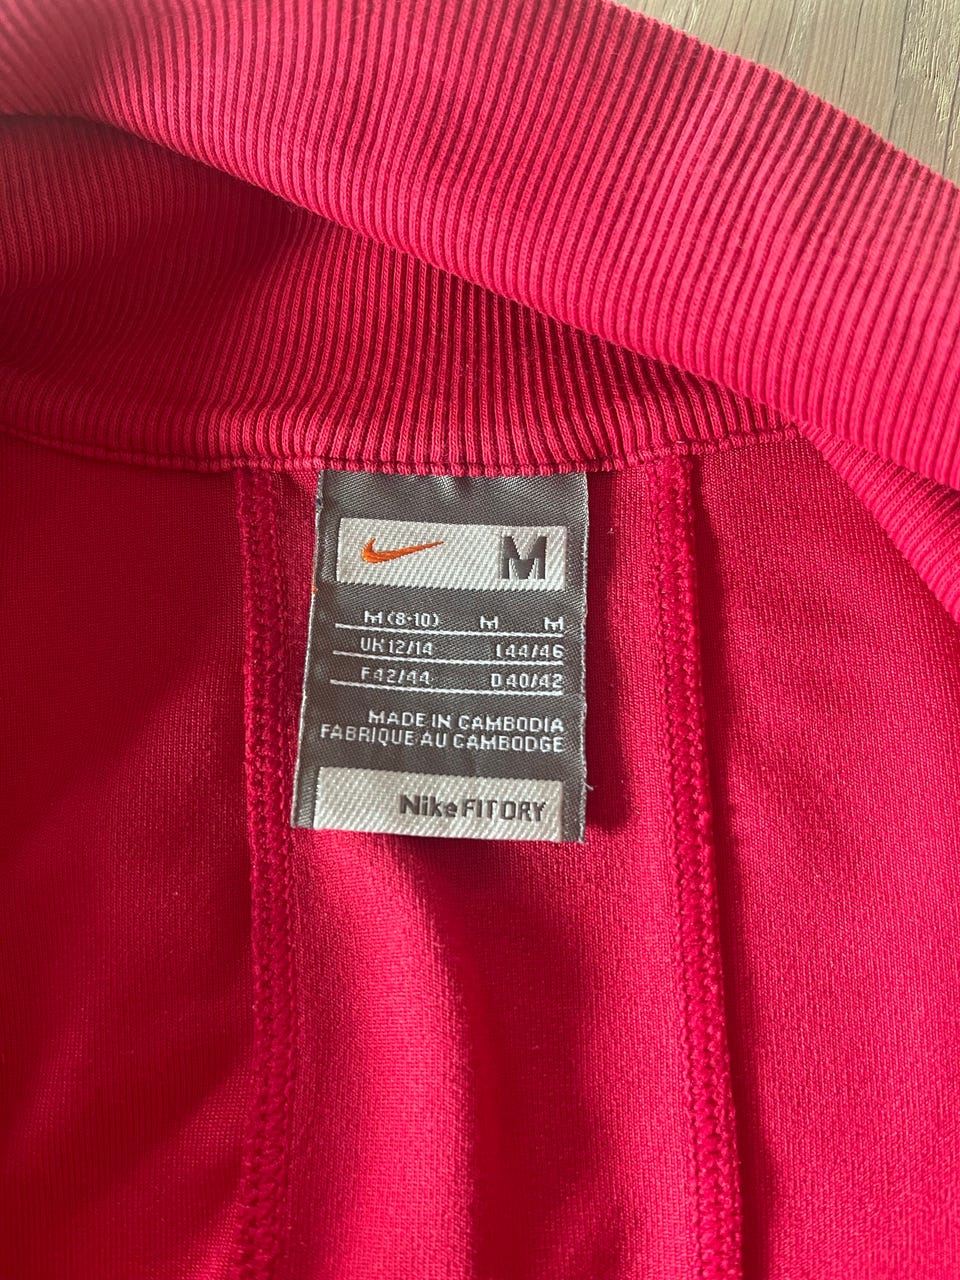 M
M (8-10) M M
UK 12/14 I 44/46
F 42/44 D 40/42
MADE IN CAMBODIA
FABRIQUE AU CAMBODGE
Nike FIT DRY